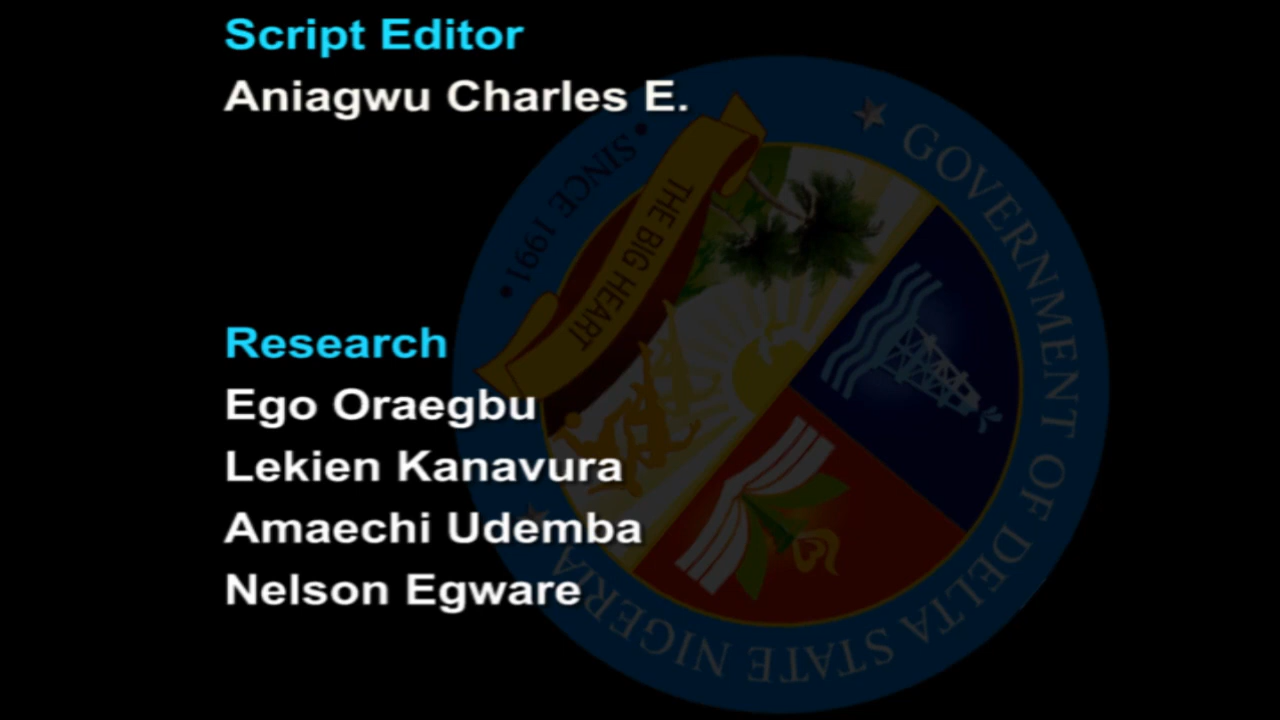 Script Editor
Aniagwu Charles E.
Research
Ego Oraegbu
Lekien Kanavura
Amaechi Udemba
Nelson Egware
GOVERNMENT OF DELTA STATE NIGERIA
• SINCE 1991 •
THE BIG HEART